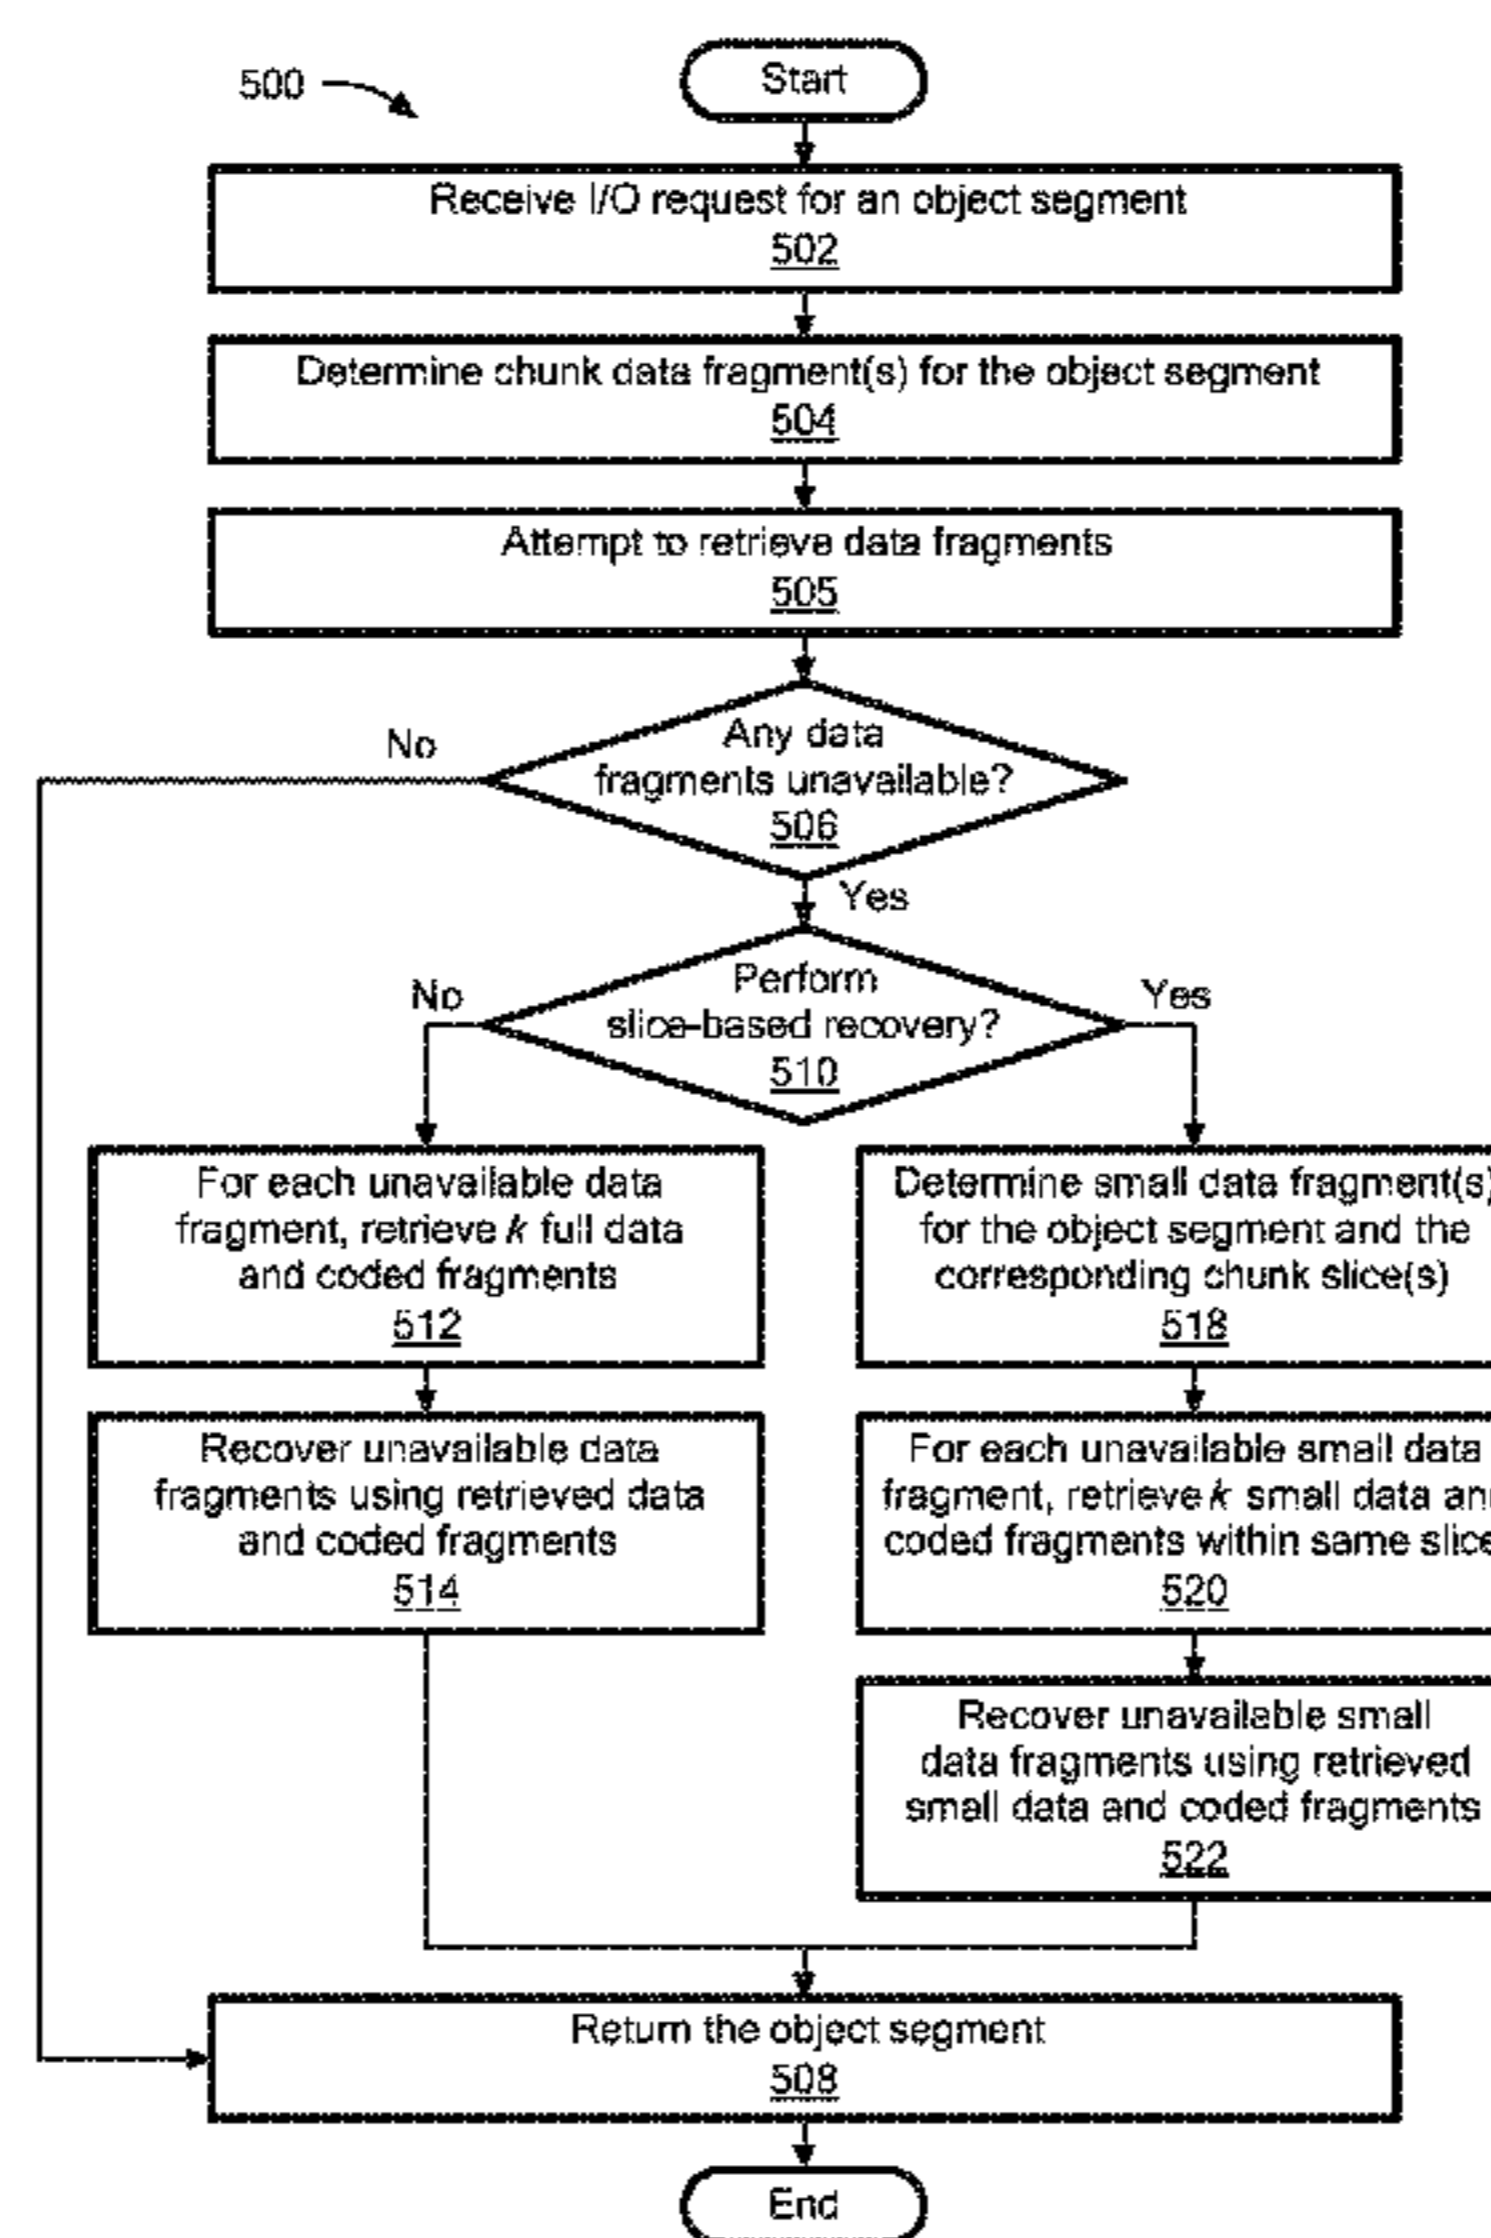 500
Start
Receive I/O request for an object segment
502
Determine chunk data fragment(s) for the object segment
504
Attempt to retrieve data fragments
505
Any data
fragments unavailable?
506
No
Yes
Perform
slice-based recovery?
510
No
Yes
For each unavailable data
fragment, retrieve k full data
and coded fragments
512
Recover unavailable data
fragments using retrieved data
and coded fragments
514
Determine small data fragment(s)
for the object segment and the
corresponding chunk slice(s)
518
For each unavailable small data
fragment, retrieve k small data an
coded fragments within same slice
520
Recover unavailable small
data fragments using retrieved
small data and coded fragments
522
Return the object segment
508
End